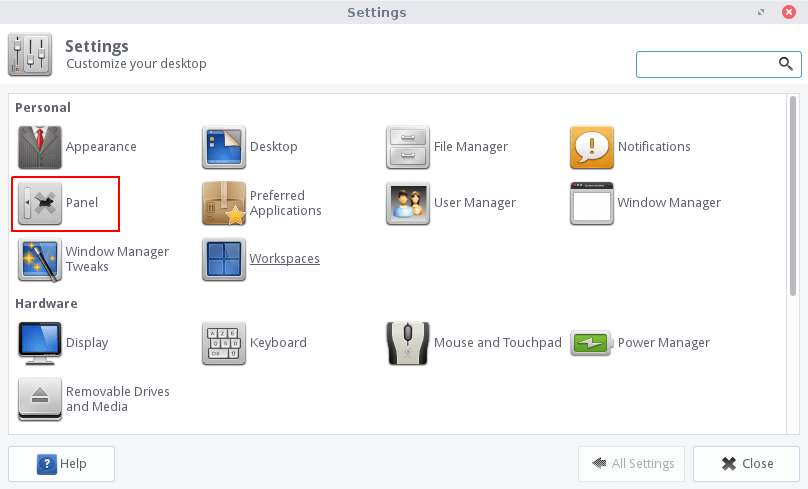 Settings
Settings
Customize your desktop
Personal
Appearance
Desktop
File Manager
Notifications
Panel
Preferred
Applications
User Manager
Window Manager
Window Manager
Tweaks
Workspaces
Hardware
Display
Keyboard
Mouse and Touchpad
Power Manager
Removable Drives
and Media
Help
All Settings
Close